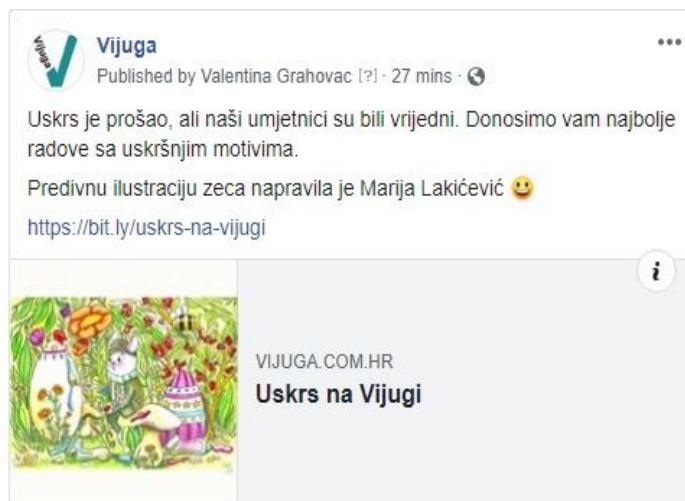 Vijuga
Vijuga
Published by Valentina Grahovac [?] · 27 mins ·
Uskrs je prošao, ali naši umjetnici su bili vrijedni. Donosimo vam najbolje
radove sa uskršnjim motivima.
Predivnu ilustraciju zeca napravila je Marija Lakićević 😃
https://bit.ly/uskrs-na-vijugi
i
VIJUGA.COM.HR
Uskrs na Vijugi